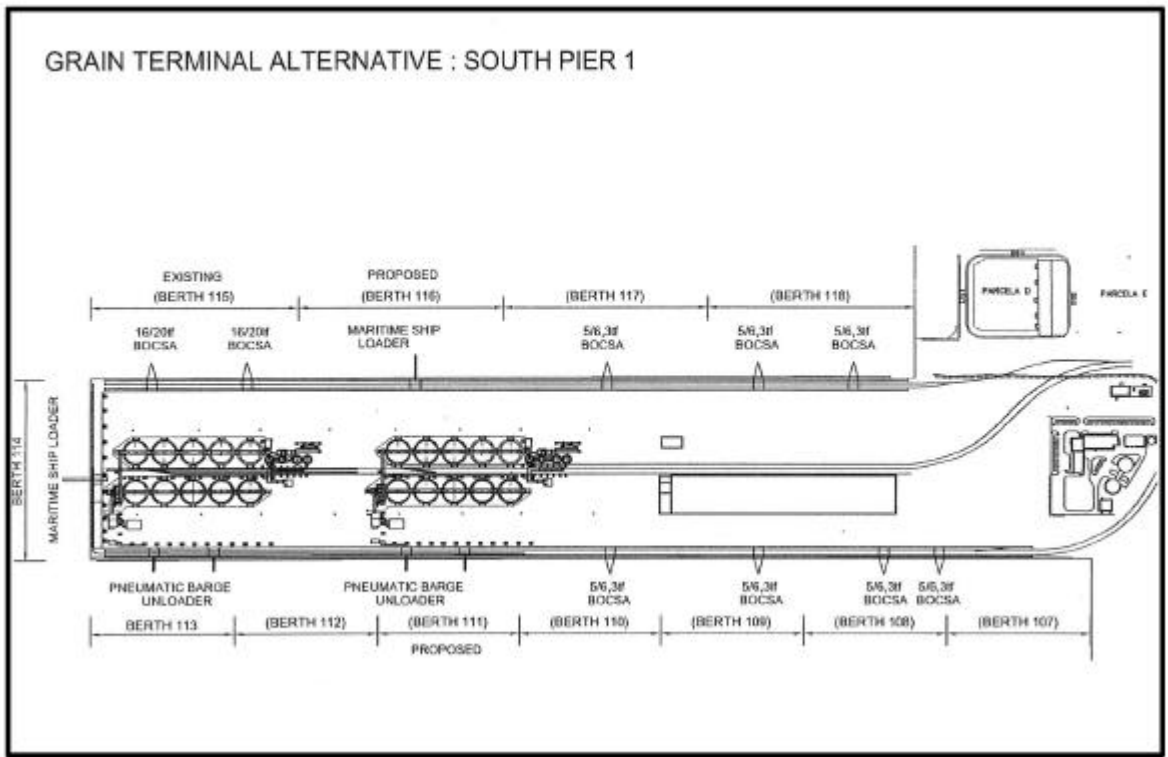 GRAIN TERMINAL ALTERNATIVE : SOUTH PIER 1
EXISTING
(BERTH 115)
PROPOSED
(BERTH 116)
(BERTH 117)
(BERTH 118)
PARCELA D
PARCELA E
16/20tf
BOCSA
16/20tf
BOCSA
MARITIME SHIP
LOADER
5/6,3tf
BOCSA
5/6,3tf
BOCSA
5/6,3tf
BOCSA
BERTH 114
MARITIME SHIP LOADER
PNEUMATIC BARGE
UNLOADER
PNEUMATIC BARGE
UNLOADER
5/6,3tf
BOCSA
5/6,3tf
BOCSA
5/6,3tf
BOCSA
5/6,3tf
BOCSA
BERTH 113
(BERTH 112)
(BERTH 111)
(BERTH 110)
(BERTH 109)
(BERTH 108)
(BERTH 107)
PROPOSED